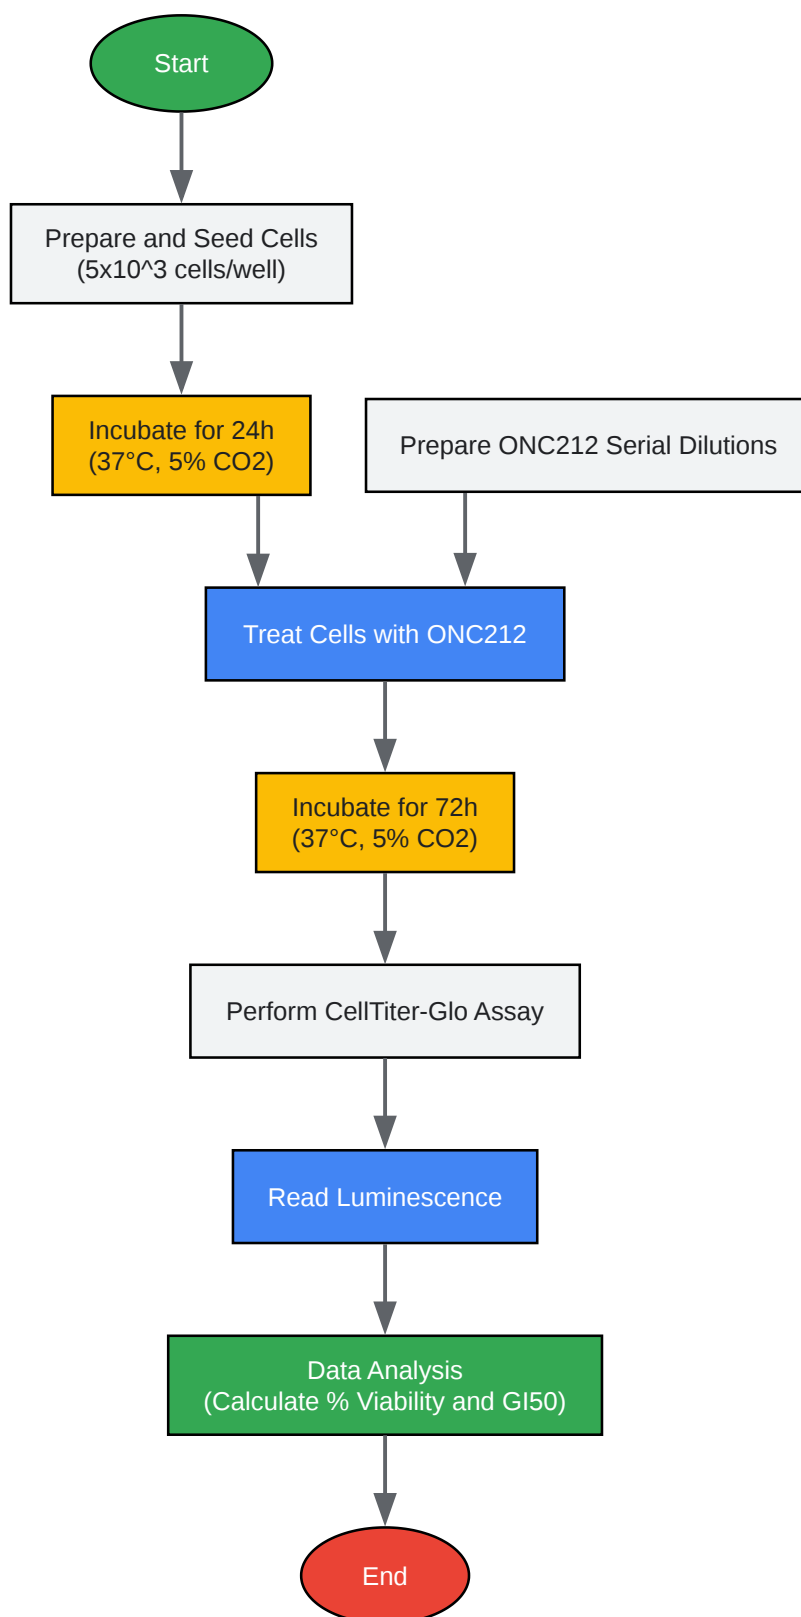 Start
Prepare and Seed Cells
(5x10^3 cells/well)
Incubate for 24h
(37°C, 5% CO2)
Prepare ONC212 Serial Dilutions
Treat Cells with ONC212
Incubate for 72h
(37°C, 5% CO2)
Perform CellTiter-Glo Assay
Read Luminescence
Data Analysis
(Calculate % Viability and GI50)
End